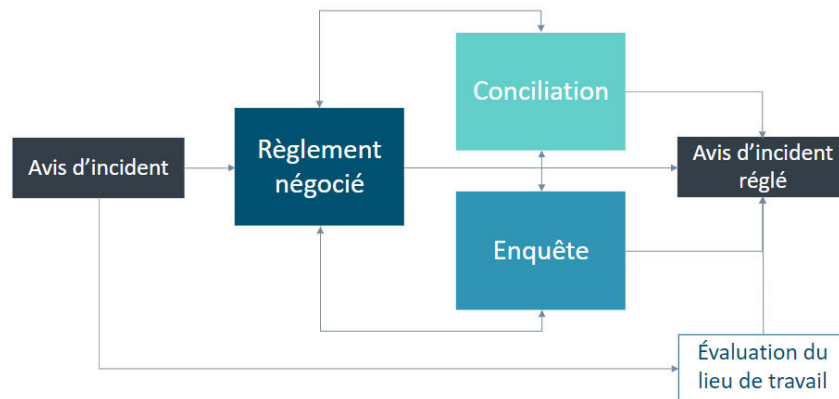 Avis d'incident
Règlement
négocié
Conciliation
Enquête
Avis d'incident
réglé
Évaluation du
lieu de travail